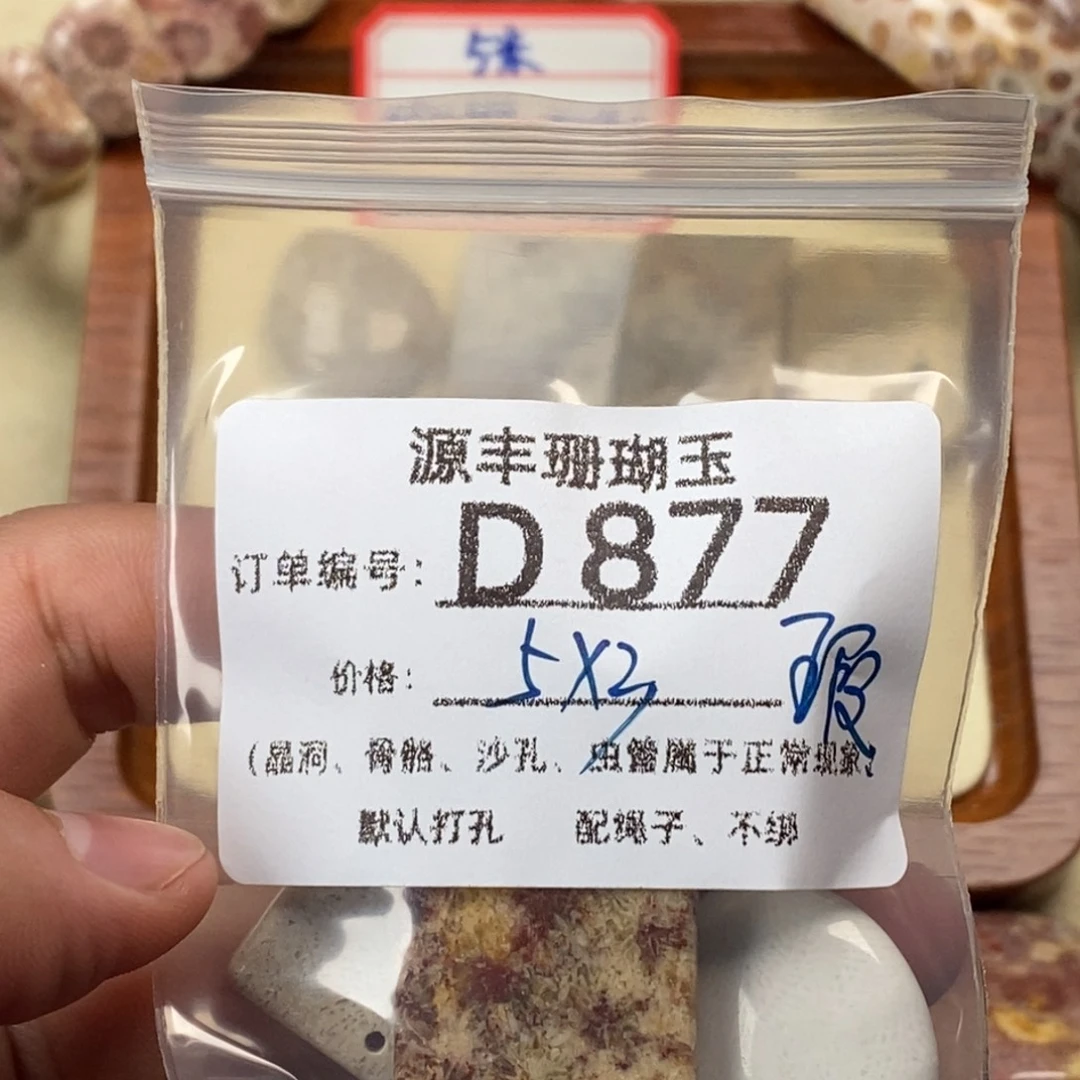 源丰珊瑚玉
订单编号: D877
价格: 5X3
(晶洞、骨骼、沙孔、虫管属于正常现象
默认打孔 配绳子、不绑